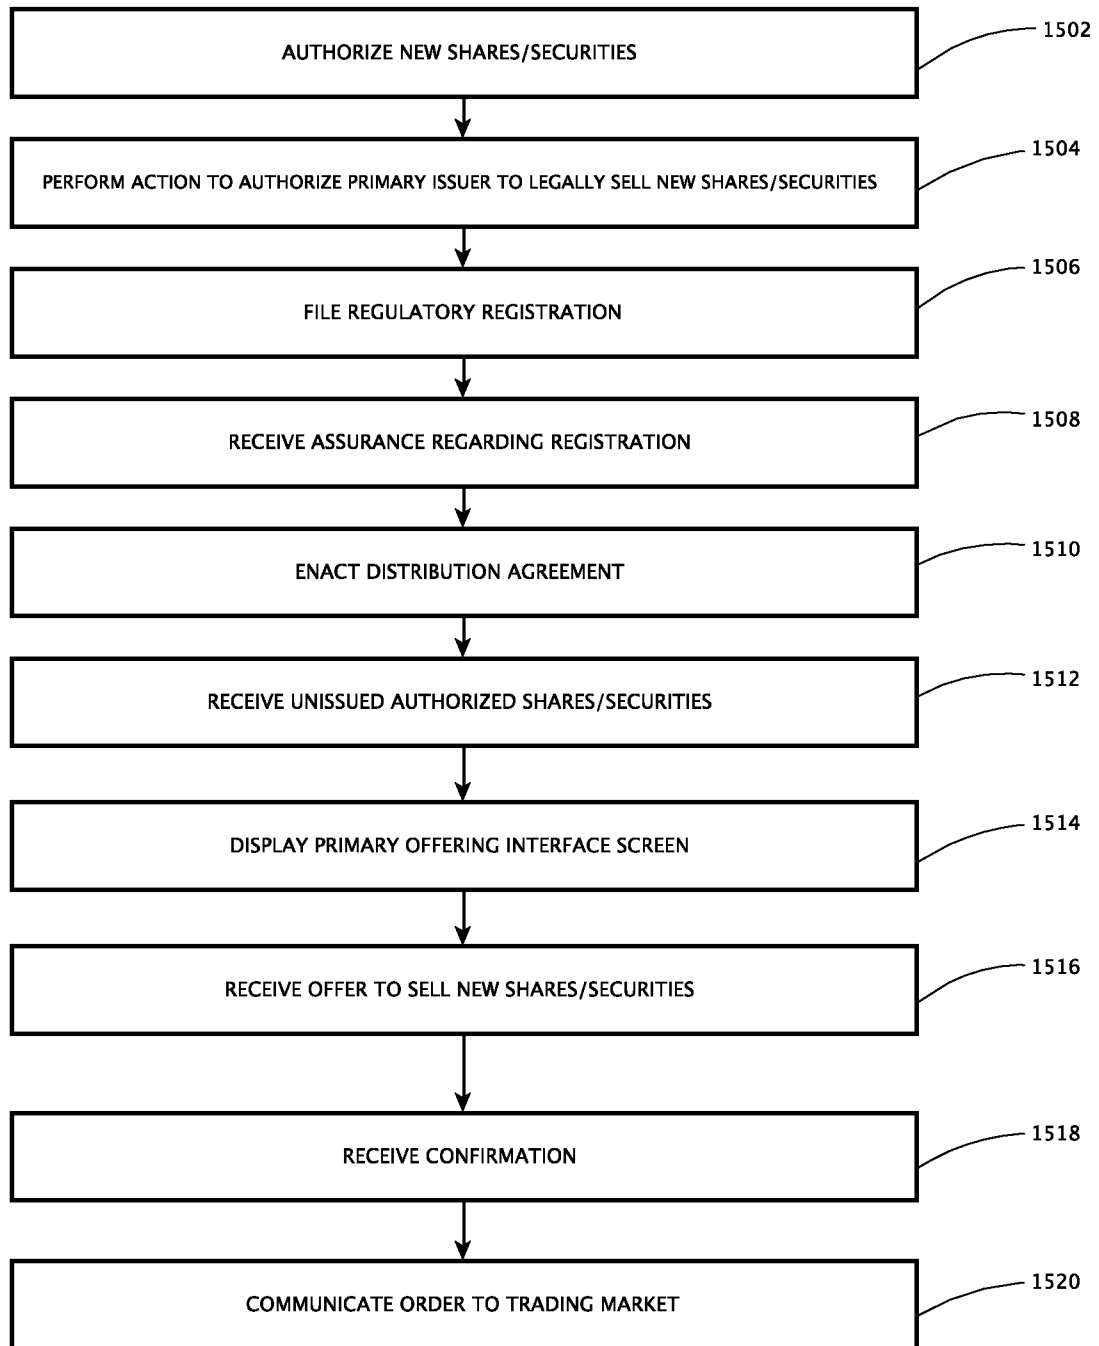 AUTHORIZE NEW SHARES/SECURITIES
1502
PERFORM ACTION TO AUTHORIZE PRIMARY ISSUER TO LEGALLY SELL NEW SHARES/SECURITIES
1504
FILE REGULATORY REGISTRATION
1506
RECEIVE ASSURANCE REGARDING REGISTRATION
1508
ENACT DISTRIBUTION AGREEMENT
1510
RECEIVE UNISSUED AUTHORIZED SHARES/SECURITIES
1512
DISPLAY PRIMARY OFFERING INTERFACE SCREEN
1514
RECEIVE OFFER TO SELL NEW SHARES/SECURITIES
1516
RECEIVE CONFIRMATION
1518
COMMUNICATE ORDER TO TRADING MARKET
1520